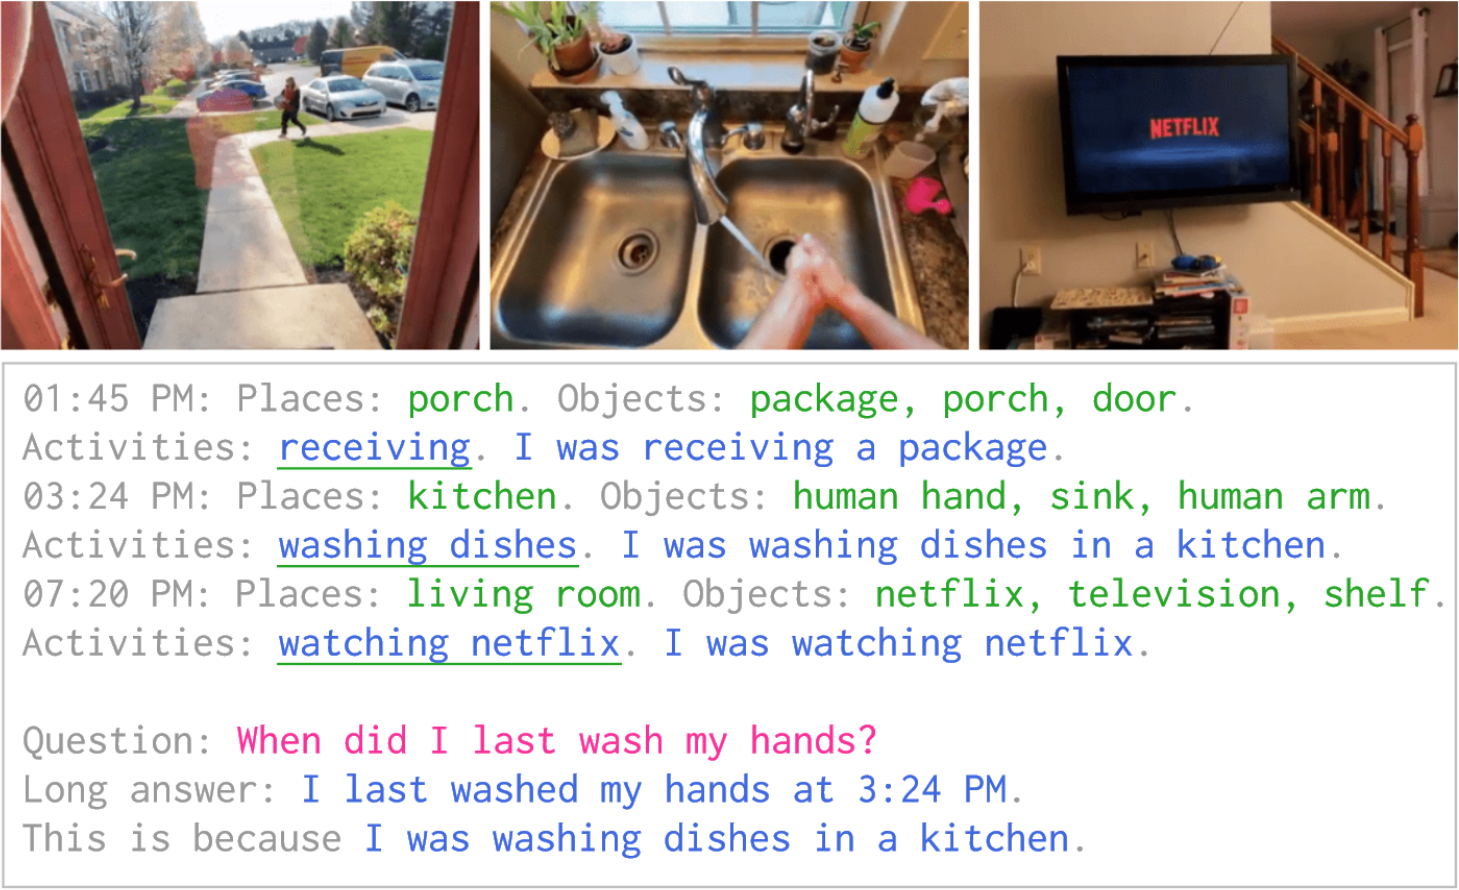 NETFLIX
01:45 PM: Places: porch. Objects: package, porch, door.
Activities: receiving. I was receiving a package.
03:24 PM: Places: kitchen. Objects: human hand, sink, human arm.
Activities: washing dishes. I was washing dishes in a kitchen.
07:20 PM: Places: living room. Objects: netflix, television, shelf.
Activities: watching netflix. I was watching netflix.
Question: When did I last wash my hands?
Long answer: I last washed my hands at 3:24 PM.
This is because I was washing dishes in a kitchen.